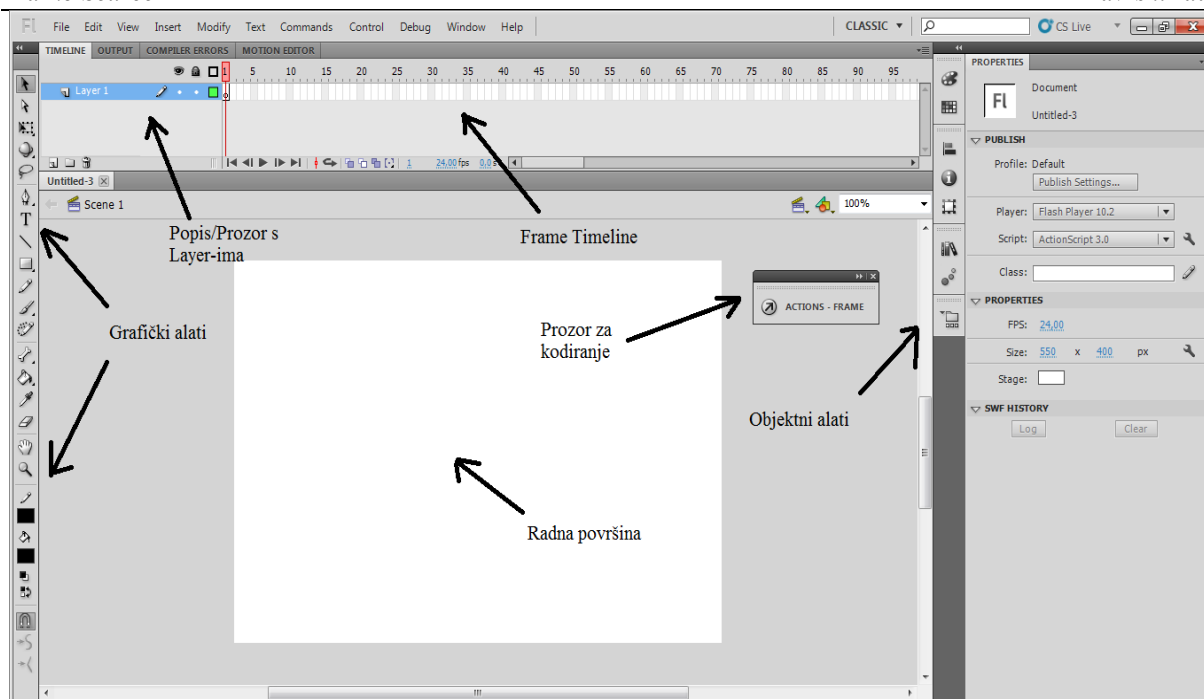 Fl File Edit View Insert Modify Text Commands Control Debug Window Help CLASSIC CS Live
TIMELINE OUTPUT COMPILER ERRORS MOTION EDITOR
1 5 10 15 20 25 30 35 40 45 50 55 60 65 70 75 80 85 90 95
Layer 1
1 24,00 fps 0,0 s
Untitled-3
Scene 1 100%
Popis/Prozor s
Layer-ima
Frame Timeline
Grafički alati
ACTIONS - FRAME
Prozor za
kodiranje
Objektni alati
Radna površina
PROPERTIES
Fl
Document
Untitled-3
PUBLISH
Profile: Default
Publish Settings...
Player: Flash Player 10.2
Script: ActionScript 3.0
Class:
PROPERTIES
FPS: 24,00
Size: 550 x 400 px
Stage:
SWF HISTORY
Log Clear